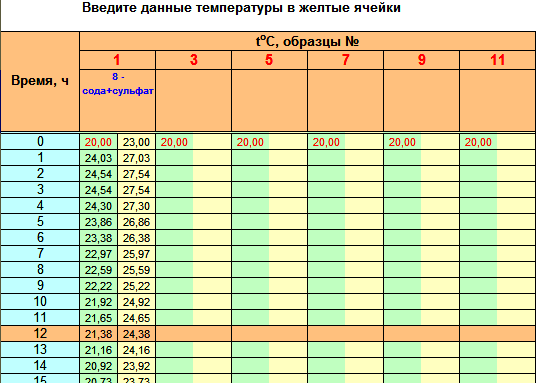 Введите данные температуры в желтые ячейки
t°C, образцы №
Время, ч 1 3 5 7 9 11
8 -
сода+сульфат
0 20,00 23,00 20,00 20,00 20,00 20,00 20,00
1 24,03 27,03
2 24,54 27,54
3 24,54 27,54
4 24,30 27,30
5 23,86 26,86
6 23,38 26,38
7 22,97 25,97
8 22,59 25,59
9 22,22 25,22
10 21,92 24,92
11 21,65 24,65
12 21,38 24,38
13 21,16 24,16
14 20,92 23,92
15 20,73 23,73